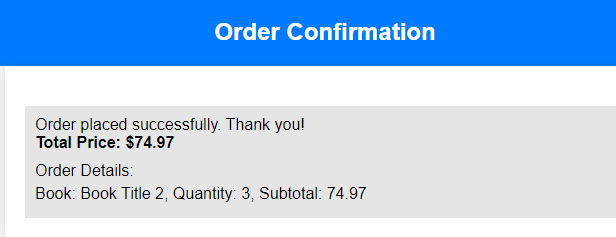 Order Confirmation
Order placed successfully. Thank you!
Total Price: $74.97
Order Details:
Book: Book Title 2, Quantity: 3, Subtotal: 74.97